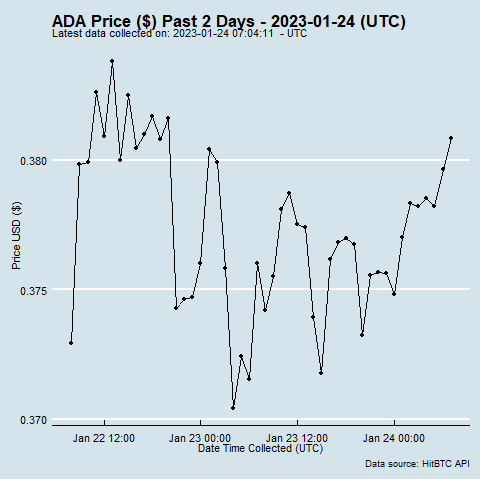 ADA Price ($) Past 2 Days - 2023-01-24 (UTC)
Latest data collected on: 2023-01-24 07:04:11  - UTC
0.380
0.375
0.370
Price USD ($)
Jan 22 12:00 Jan 23 00:00 Jan 23 12:00 Jan 24 00:00
Date Time Collected (UTC)
Data source: HitBTC API